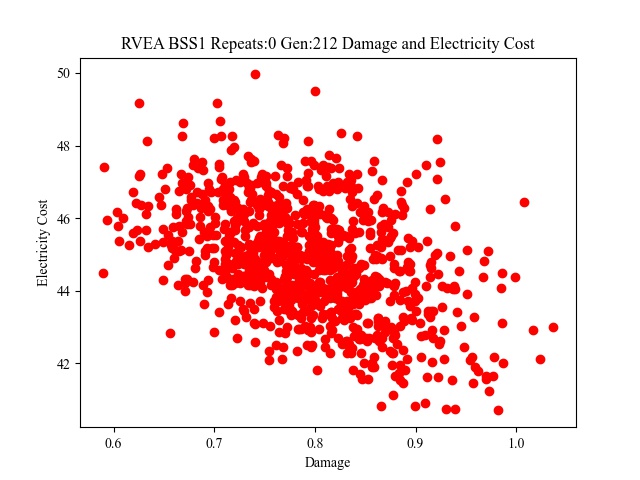 RVEA BSS1 Repeats:0 Gen:212 Damage and Electricity Cost
50
48
46
44
42
Electricity Cost
0.6 0.7 0.8 0.9 1.0
Damage